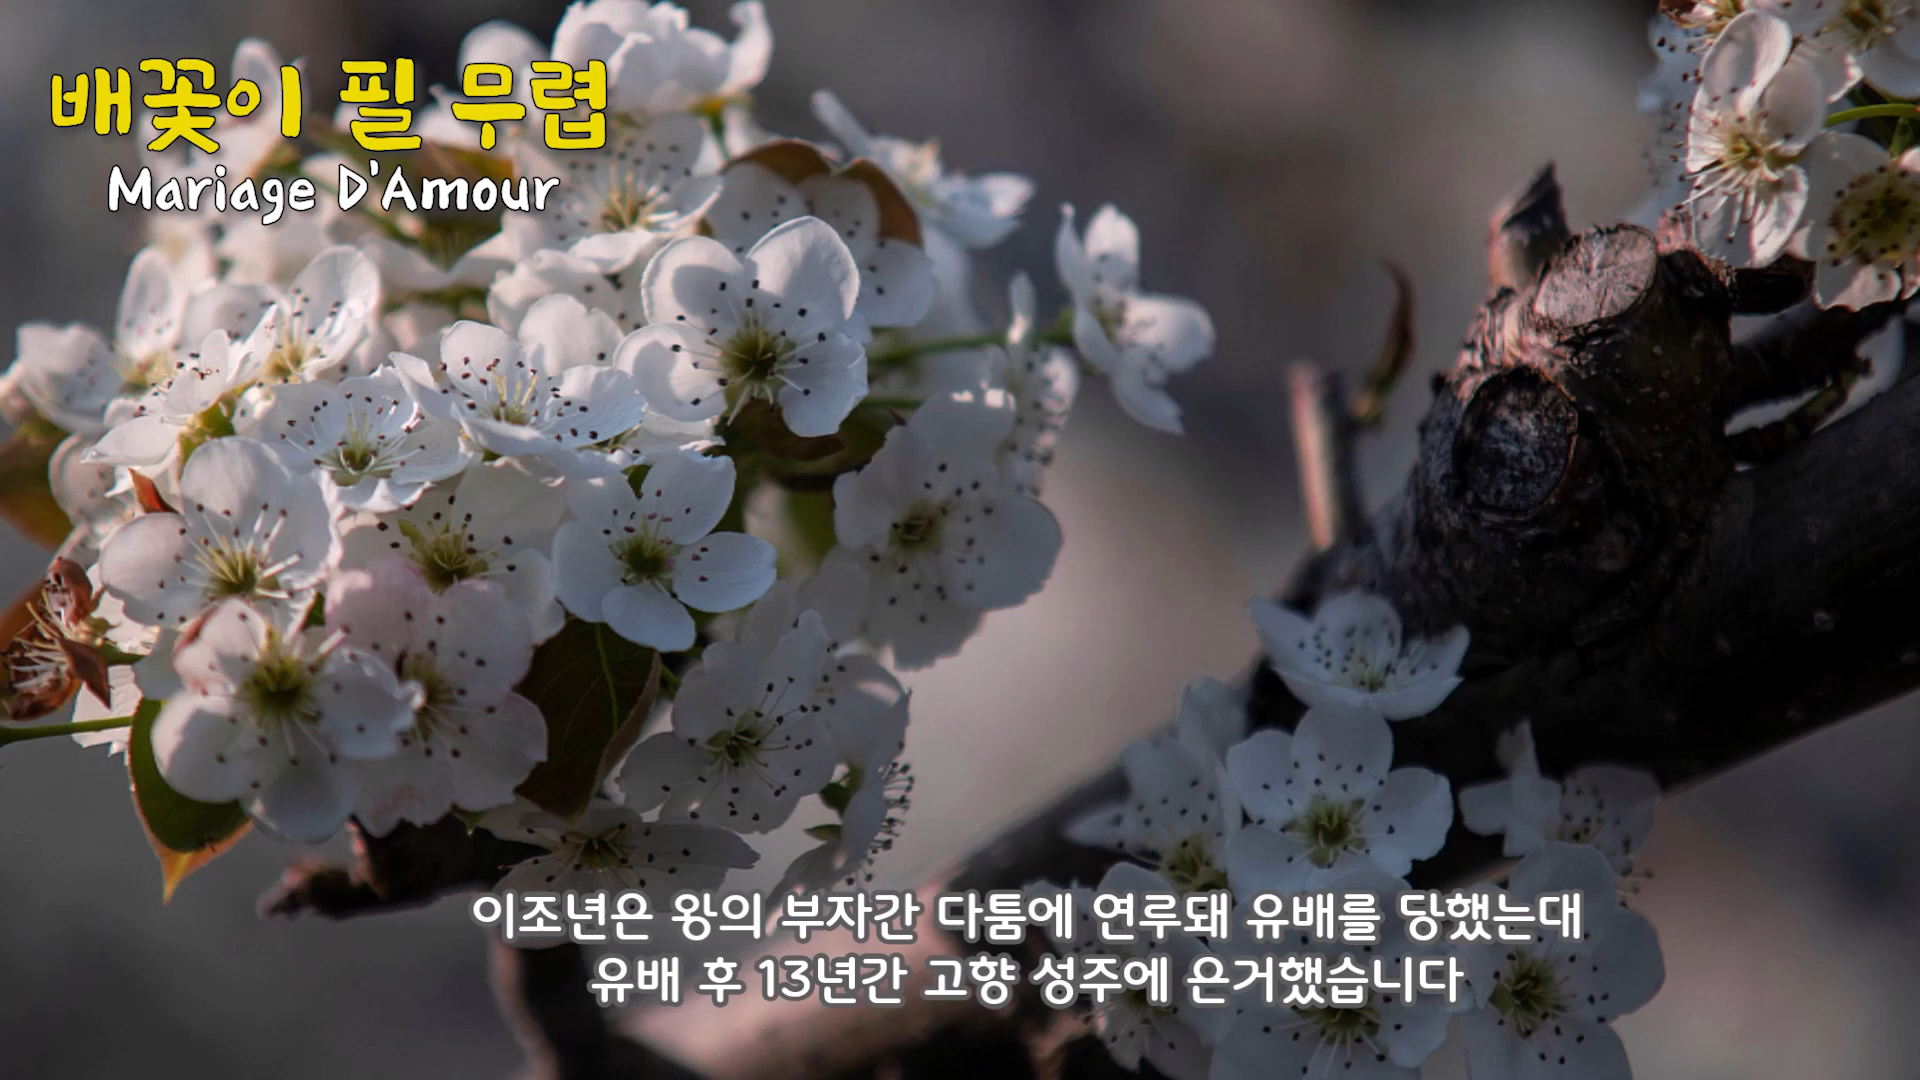 배꽃이 필 무렵
Mariage D'Amour
이조년은 왕의 부자간 다툼에 연루돼 유배를 당했는대
유배 후 13년간 고향 성주에 은거했습니다